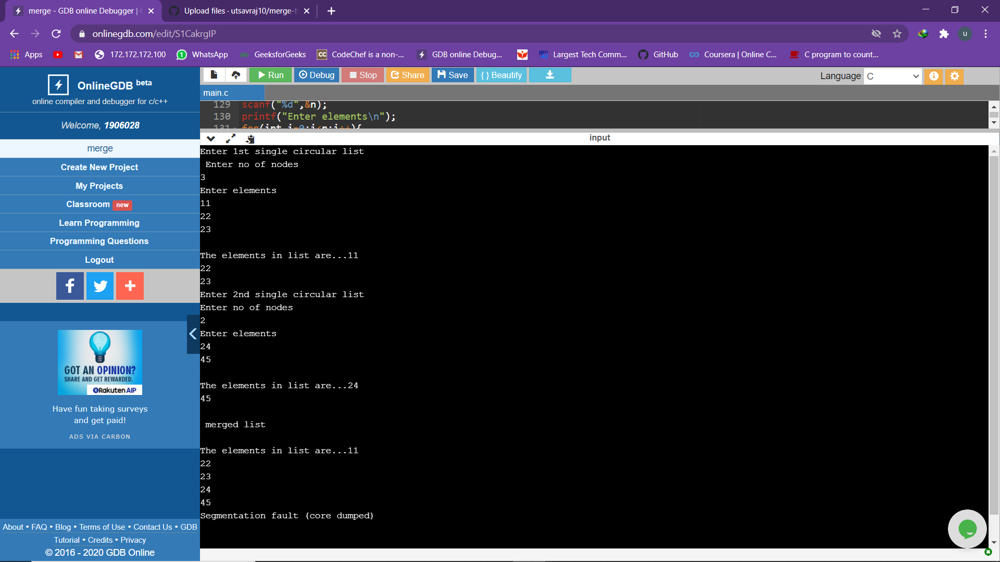 merge - GDB online Debugger |
Upload files · utsavraj10/merge-t
onlinegdb.com/edit/S1CakrgIP
u
Apps
172.172.172.100
1
WhatsApp
GeeksforGeeks
CC
CodeChef is a non-...
GDB online Debug...
Largest Tech Comm...
GitHub
Coursera | Online C...
C program to count...
OnlineGDB beta
online compiler and debugger for c/c++
Welcome, 1906028
merge
Create New Project
My Projects
Classroom new
Learn Programming
Programming Questions
Logout
GOT AN OPINION?
SHARE AND GET REWARDED.
Rakuten AIP
Have fun taking surveys
and get paid!
ADS VIA CARBON
About • FAQ • Blog • Terms of Use • Contact Us • GDB
Tutorial • Credits • Privacy
© 2016 - 2020 GDB Online
Run
Debug
Stop
Share
Save
{ } Beautify
Language C
main.c
129 scanf("%d",&n);
130 printf("Enter elements\n");
131 for(int i=0;i<n;i++){
input
Enter 1st single circular list
Enter no of nodes
3
Enter elements
11
22
23
The elements in list are...11
22
23
Enter 2nd single circular list
Enter no of nodes
2
Enter elements
24
45
The elements in list are...24
45
merged list
The elements in list are...11
22
23
24
45
Segmentation fault (core dumped)